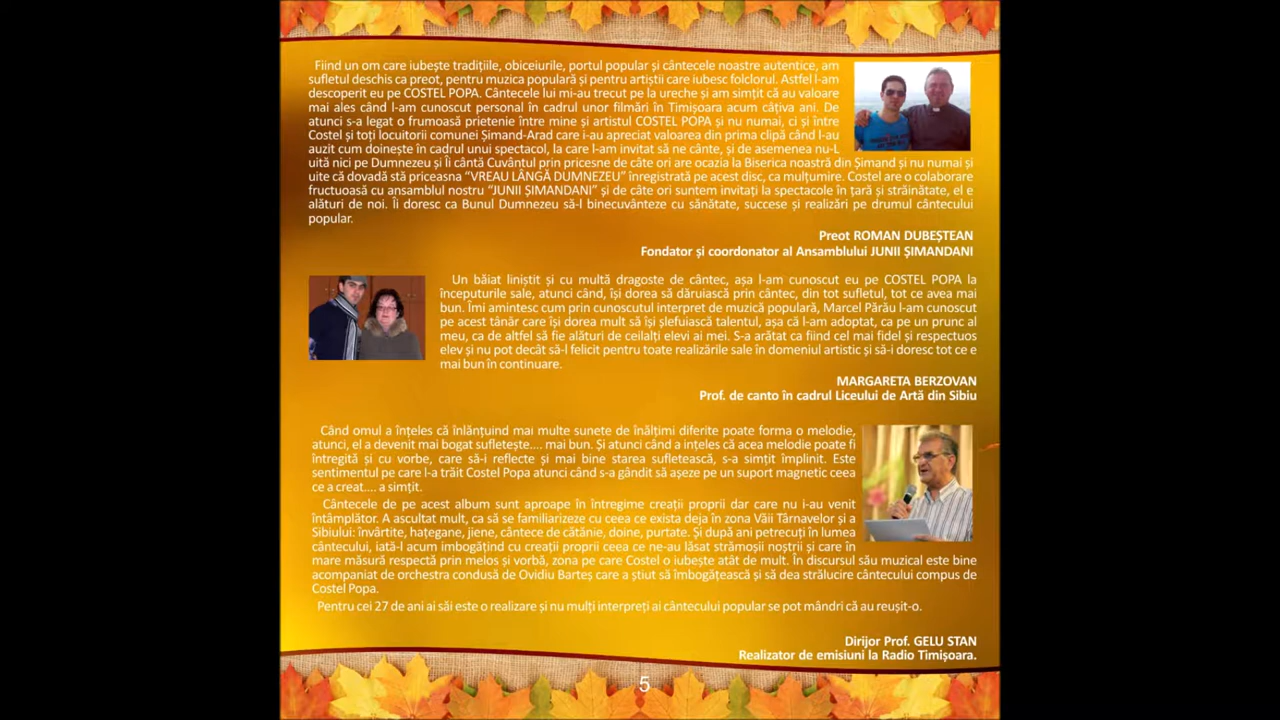 Fiind un om care iubește tradițiile, obiceiurile, portul popular și cântecele noastre autentice, am
sufletul deschis ca preot, pentru muzica populară și pentru artiștii care iubesc folclorul. Astfel l-am
descoperit eu pe COSTEL POPA. Cântecele lui mi-au trecut pe la ureche și am simțit că au valoare
mai ales când l-am cunoscut personal în cadrul unor filmări în Timișoara acum câțiva ani. De
atunci s-a legat o frumoasă prietenie între mine și artistul COSTEL POPA și nu numai, ci și între
Costel și toți locuitorii comunei Șimand-Arad care i-au apreciat valoarea din prima clipă când l-au
auzit cum doinește în cadrul unui spectacol, la care l-am invitat să ne cânte, și de asemenea nu-L
uită nici pe Dumnezeu și Îi cântă Cuvântul prin pricesne de câte ori are ocazia la Biserica noastră din Șimand și nu numai și
uite că dovadă stă priceasna “VREAU LÂNGĂ DUMNEZEU” înregistrată pe acest disc, ca mulțumire. Costel are o colaborare
fructuoasă cu ansamblul nostru “JUNII ȘIMANDANI” și de câte ori suntem invitați la spectacole în țară și străinătate, el e
alături de noi. Îi doresc ca Bunul Dumnezeu să-l binecuvânteze cu sănătate, succese și realizări pe drumul cântecului
popular.
Preot ROMAN DUBEȘTEAN
Fondator și coordonator al Ansamblului JUNII ȘIMANDANI
Un băiat liniștit și cu multă dragoste de cântec, așa l-am cunoscut eu pe COSTEL POPA la
începuturile sale, atunci când, își dorea să dăruiască prin cântec, din tot sufletul, tot ce avea mai
bun. Îmi amintesc cum prin cunoscutul interpret de muzică populară, Marcel Părău l-am cunoscut
pe acest tânăr care își dorea mult să își șlefuiască talentul, așa că l-am adoptat, ca pe un prunc al
meu, ca de altfel să fie alături de ceilalți elevi ai mei. S-a arătat ca fiind cel mai fidel și respectuos
elev și nu pot decât să-l felicit pentru toate realizările sale în domeniul artistic și să-i doresc tot ce e
mai bun în continuare.
MARGARETA BERZOVAN
Prof. de canto în cadrul Liceului de Artă din Sibiu
Când omul a înțeles că înlănțuind mai multe sunete de înălțimi diferite poate forma o melodie,
atunci, el a devenit mai bogat sufletește.... mai bun. Și atunci când a ințeles că acea melodie poate fi
întregită și cu vorbe, care să-i reflecte și mai bine starea sufletească, s-a simțit împlinit. Este
sentimentul pe care l-a trăit Costel Popa atunci când s-a gândit să așeze pe un suport magnetic ceea
ce a creat.... a simțit.
Cântecele de pe acest album sunt aproape în întregime creații proprii dar care nu i-au venit
întâmplător. A ascultat mult, ca să se familiarizeze cu ceea ce exista deja în zona Văii Târnavelor și a
Sibiului: învârtite, hațegane, jiene, cântece de cătănie, doine, purtate. Și după ani petrecuți în lumea
cântecului, iată-l acum imbogățind cu creații proprii ceea ce ne-au lăsat strămoșii noștrii și care în
mare măsură respectă prin melos și vorbă, zona pe care Costel o iubește atât de mult. În discursul său muzical este bine
acompaniat de orchestra condusă de Ovidiu Barteș care a știut să îmbogățească și să dea strălucire cântecului compus de
Costel Popa.
Pentru cei 27 de ani ai săi este o realizare și nu mulți interpreți ai cântecului popular se pot mândri că au reușit-o.
Dirijor Prof. GELU STAN
Realizator de emisiuni la Radio Timișoara.
5